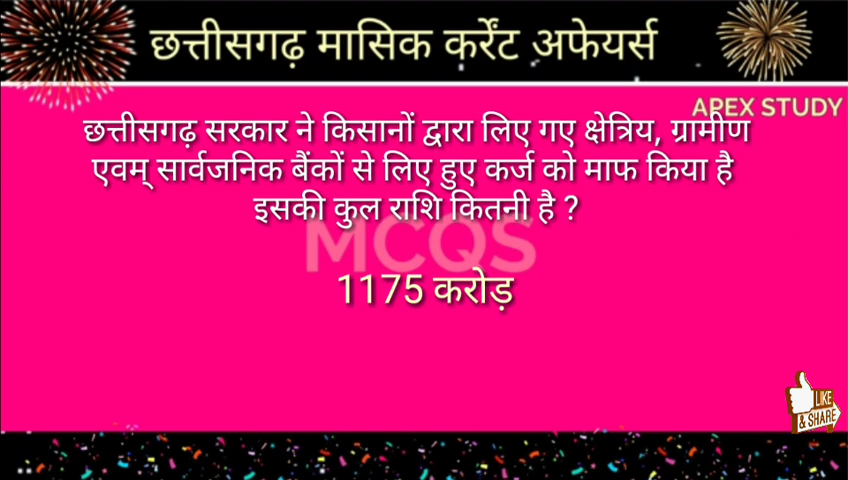 छत्तीसगढ़ मासिक करेंट अफेयर्स
APEX STUDY
छत्तीसगढ़ सरकार ने किसानों द्वारा लिए गए क्षेत्रिय, ग्रामीण
एवम् सार्वजनिक बैंकों से लिए हुए कर्ज को माफ किया है
इसकी कुल राशि कितनी है ?
MCQS
1175 करोड़
LIKE
& SHARE